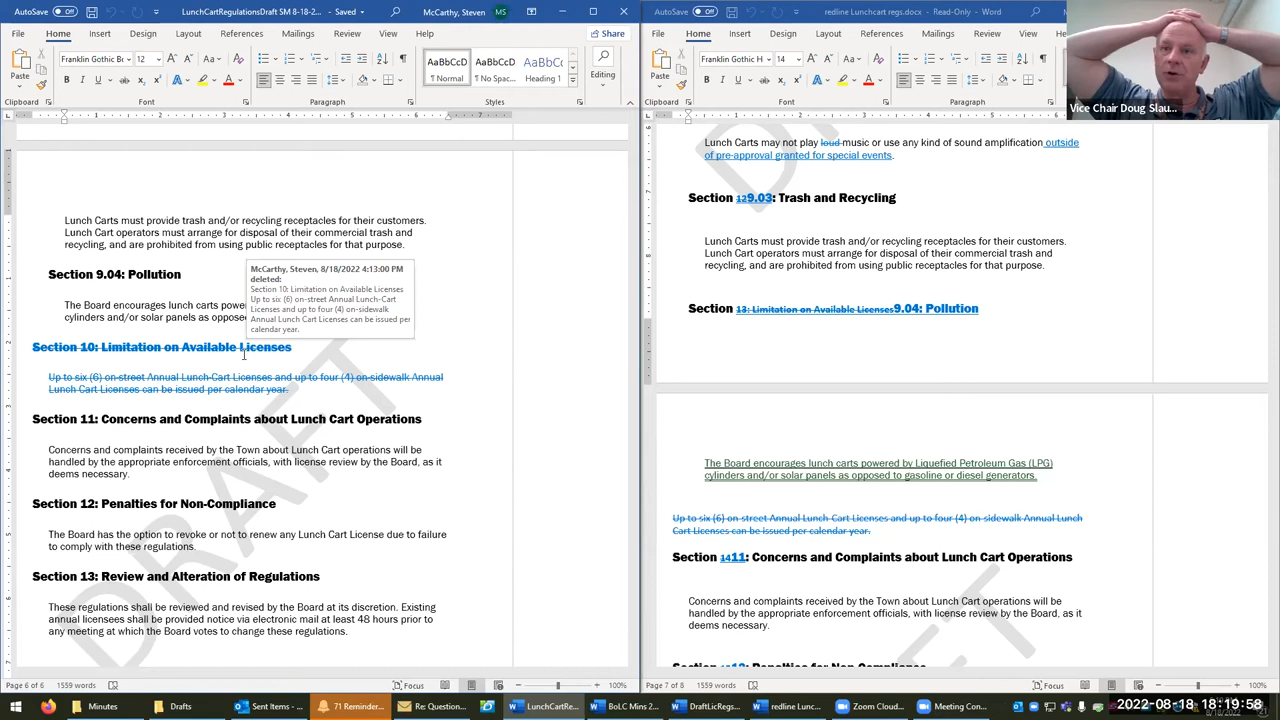 LunchCartRegulationsDraft SM 8-18-2...
McCarthy, Steven
MS
redline lunchcart regs.docx - Read-Only - Word
File Home Insert Draw Design Layout References Mailings Review View Share
File Home Insert Draw Design Layout References Mailings Review View
Franklin Gothic 12
Franklin Gothic H 14
Paste
AaBbCcD AaBbCcD AaBbCc
Normal No Spac... Heading 1
Editing
Clipboard Font Paragraph Styles
Paste
Clipboard Font Paragraph
Vice Chair Doug Slau...
Lunch Carts must provide trash and/or recycling receptacles for their customers.
Lunch Cart operators must arrange for disposal of their commercial trash and
recycling, and are prohibited from using public receptacles for that purpose.
Section 9.04: Pollution
The Board encourages lunch carts powe
cylinders and/or solar panels as oppose
McCarthy, Steven, 8/18/2022 4:13:00 PM
deleted:
Section 10: Limitation on Available Licenses
Up to six (6) on-street Annual Lunch-Cart
Licenses and up to four (4) on-sidewalk
Annual Lunch Cart Licenses can be issued per
calendar year.
Section 10: Limitation on Available Licenses
Up to six (6) on-street Annual Lunch-Cart Licenses and up to four (4) on-sidewalk Annual
Lunch Cart Licenses can be issued per calendar year.
Section 11: Concerns and Complaints about Lunch Cart Operations
Concerns and complaints received by the Town about Lunch Cart operations will be
handled by the appropriate enforcement officials, with license review by the Board, as it
deems necessary.
Section 12: Penalties for Non-Compliance
The Board has the option to revoke or not to renew any Lunch Cart License due to failure
to comply with these regulations.
Section 13: Review and Alteration of Regulations
These regulations shall be reviewed and revised by the Board at its discretion. Existing
annual licensees shall be provided notice via electronic mail at least 48 hours prior to
any meeting at which the Board votes to change these regulations.
DRAFT
Page 6 of 6 1559 words Focus 100%
Lunch Carts may not play loud music or use any kind of sound amplification outside
of pre-approval granted for special events.
Section 129.03: Trash and Recycling
Lunch Carts must provide trash and/or recycling receptacles for their customers.
Lunch Cart operators must arrange for disposal of their commercial trash and
recycling, and are prohibited from using public receptacles for that purpose.
Section 13: Limitation on Available Licenses9.04: Pollution
The Board encourages lunch carts powered by Liquefied Petroleum Gas (LPG)
cylinders and/or solar panels as opposed to gasoline or diesel generators.
Up to six (6) on-street Annual Lunch-Cart Licenses and up to four (4) on-sidewalk Annual Lunch
Cart Licenses can be issued per calendar year.
Section 1411: Concerns and Complaints about Lunch Cart Operations
Concerns and complaints received by the Town about Lunch Cart operations will be
handled by the appropriate enforcement officials, with license review by the Board, as it
deems necessary.
DRAFT
Page 7 of 8 1559 words Focus 100%
Minutes Zoom Drafts Sent Items - ... 71 Reminder... LunchCartRe... BoLC Mins 2... DraftLicRegs... redline Lunch... Zoom Meeting Con...
2022-08-18 18:19:58